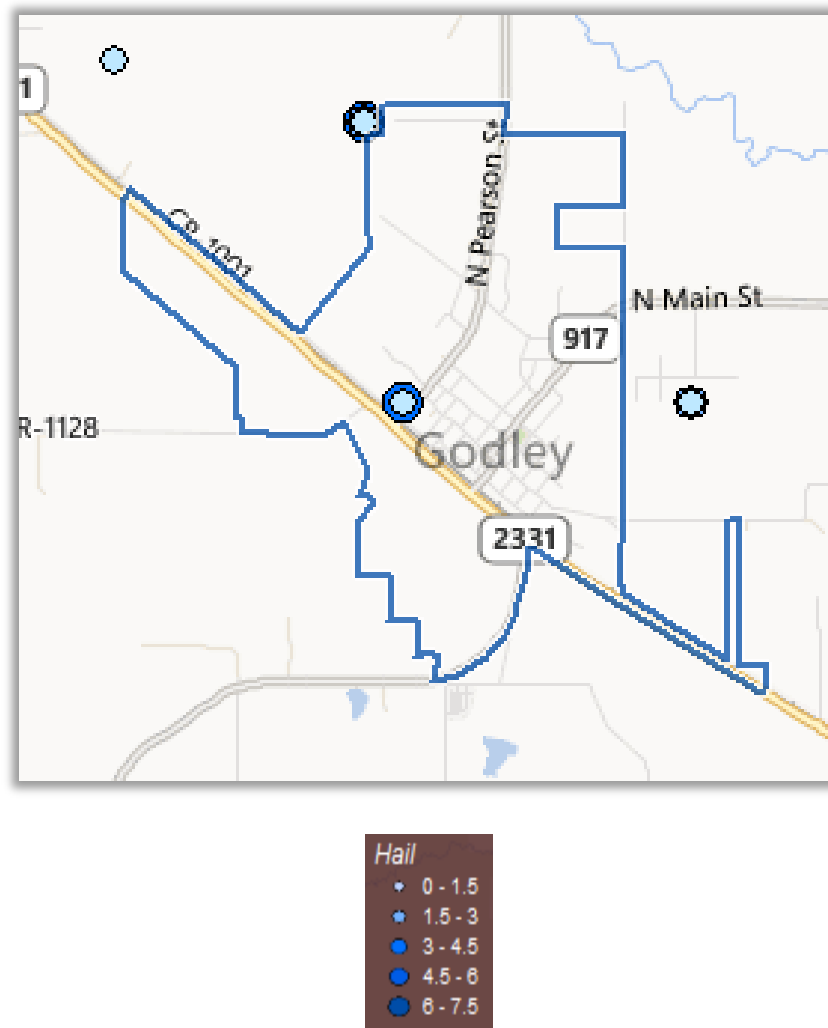 1
CR 1001
N Pearson St
N Main St
917
R-1128
Godley
2331
Hail
0 - 1.5
1.5 - 3
3 - 4.5
4.5 - 6
6 - 7.5